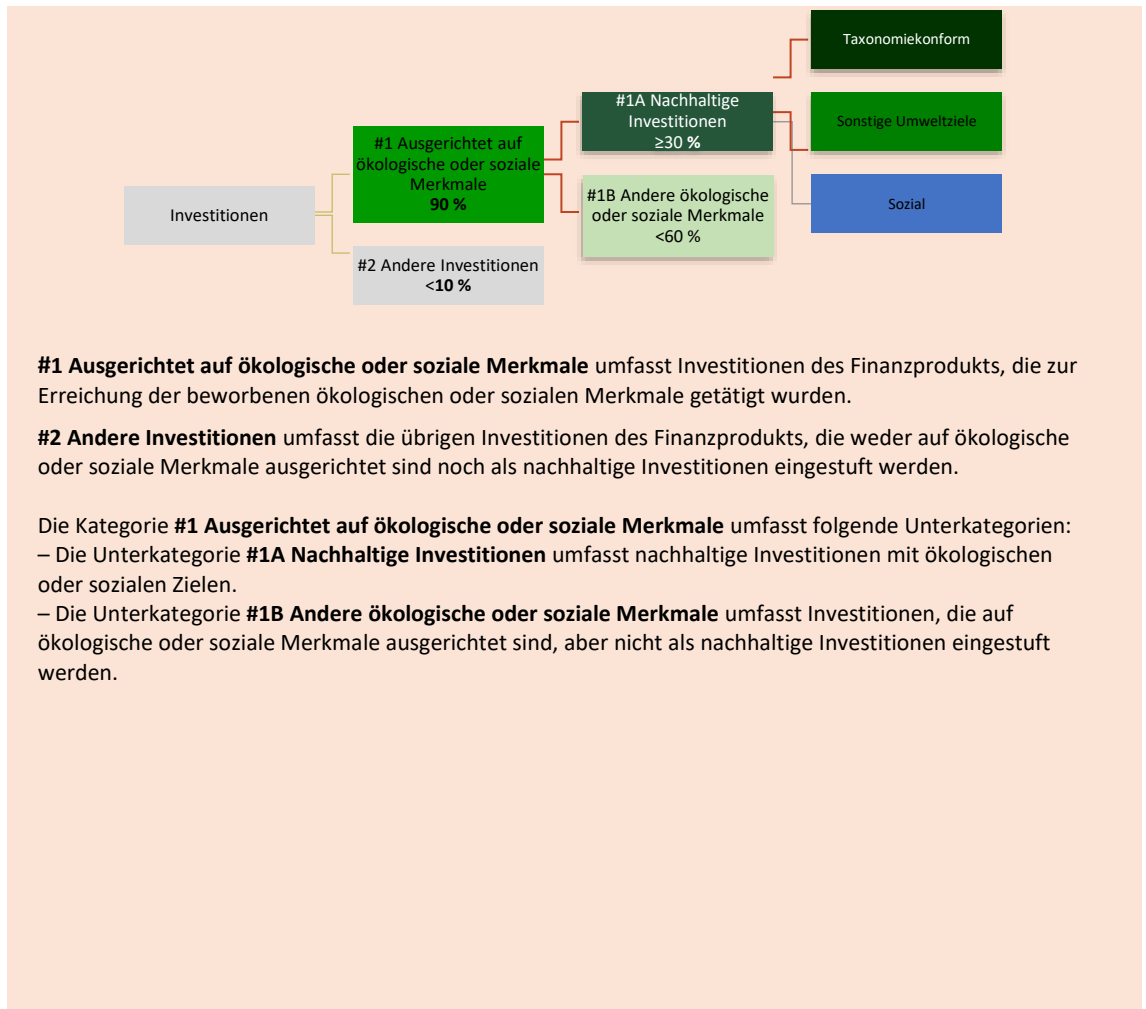 Taxonomiekonform
#1A Nachhaltige
Investitionen
≥30 %
Sonstige Umweltziele
#1 Ausgerichtet auf
ökologische oder soziale
Merkmale
90 %
#1B Andere ökologische
oder soziale Merkmale
<60 %
Sozial
Investitionen
#2 Andere Investitionen
<10 %
#1 Ausgerichtet auf ökologische oder soziale Merkmale umfasst Investitionen des Finanzprodukts, die zur
Erreichung der beworbenen ökologischen oder sozialen Merkmale getätigt wurden.
#2 Andere Investitionen umfasst die übrigen Investitionen des Finanzprodukts, die weder auf ökologische
oder soziale Merkmale ausgerichtet sind noch als nachhaltige Investitionen eingestuft werden.
Die Kategorie #1 Ausgerichtet auf ökologische oder soziale Merkmale umfasst folgende Unterkategorien:
– Die Unterkategorie #1A Nachhaltige Investitionen umfasst nachhaltige Investitionen mit ökologischen
oder sozialen Zielen.
– Die Unterkategorie #1B Andere ökologische oder soziale Merkmale umfasst Investitionen, die auf
ökologische oder soziale Merkmale ausgerichtet sind, aber nicht als nachhaltige Investitionen eingestuft
werden.